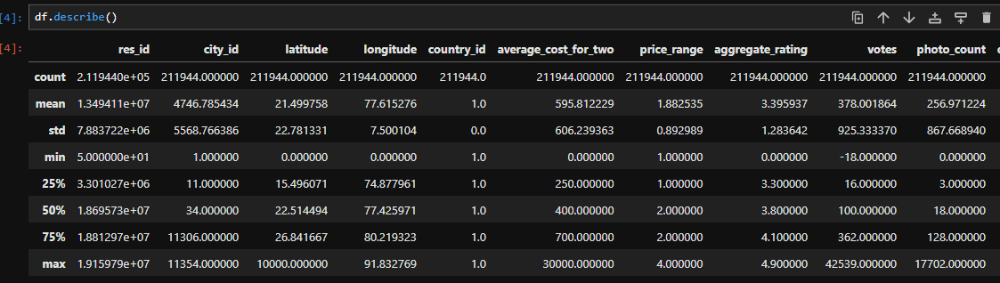 [4]: df.describe()
[4]:
res_id city_id latitude longitude country_id average_cost_for_two price_range aggregate_rating votes photo_count
count 2.119440e+05 211944.000000 211944.000000 211944.000000 211944.0 211944.000000 211944.000000 211944.000000 211944.000000 211944.000000
mean 1.349411e+07 4746.785434 21.499758 77.615276 1.0 595.812229 1.882535 3.395937 378.001864 256.971224
std 7.883722e+06 5568.766386 22.781331 7.500104 0.0 606.239363 0.892989 1.283642 925.333370 867.668940
min 5.000000e+01 1.000000 0.000000 0.000000 1.0 0.000000 1.000000 0.000000 -18.000000 0.000000
25% 3.301027e+06 11.000000 15.496071 74.877961 1.0 250.000000 1.000000 3.300000 16.000000 3.000000
50% 1.869573e+07 34.000000 22.514494 77.425971 1.0 400.000000 2.000000 3.800000 100.000000 18.000000
75% 1.881297e+07 11306.000000 26.841667 80.219323 1.0 700.000000 2.000000 4.100000 362.000000 128.000000
max 1.915979e+07 11354.000000 10000.000000 91.832769 1.0 30000.000000 4.000000 4.900000 42539.000000 17702.000000